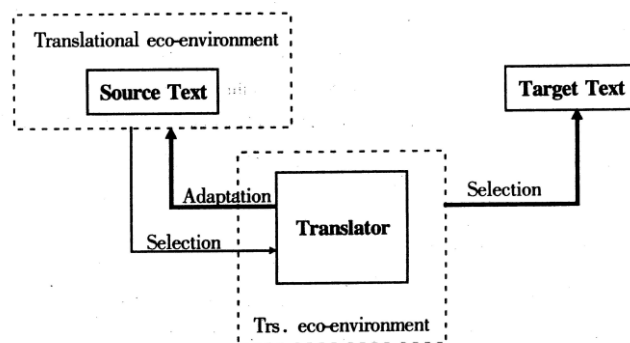 Translational eco-environment
Source Text
Target Text
Adaptation
Selection
Selection
Translator
Trs. eco-environment